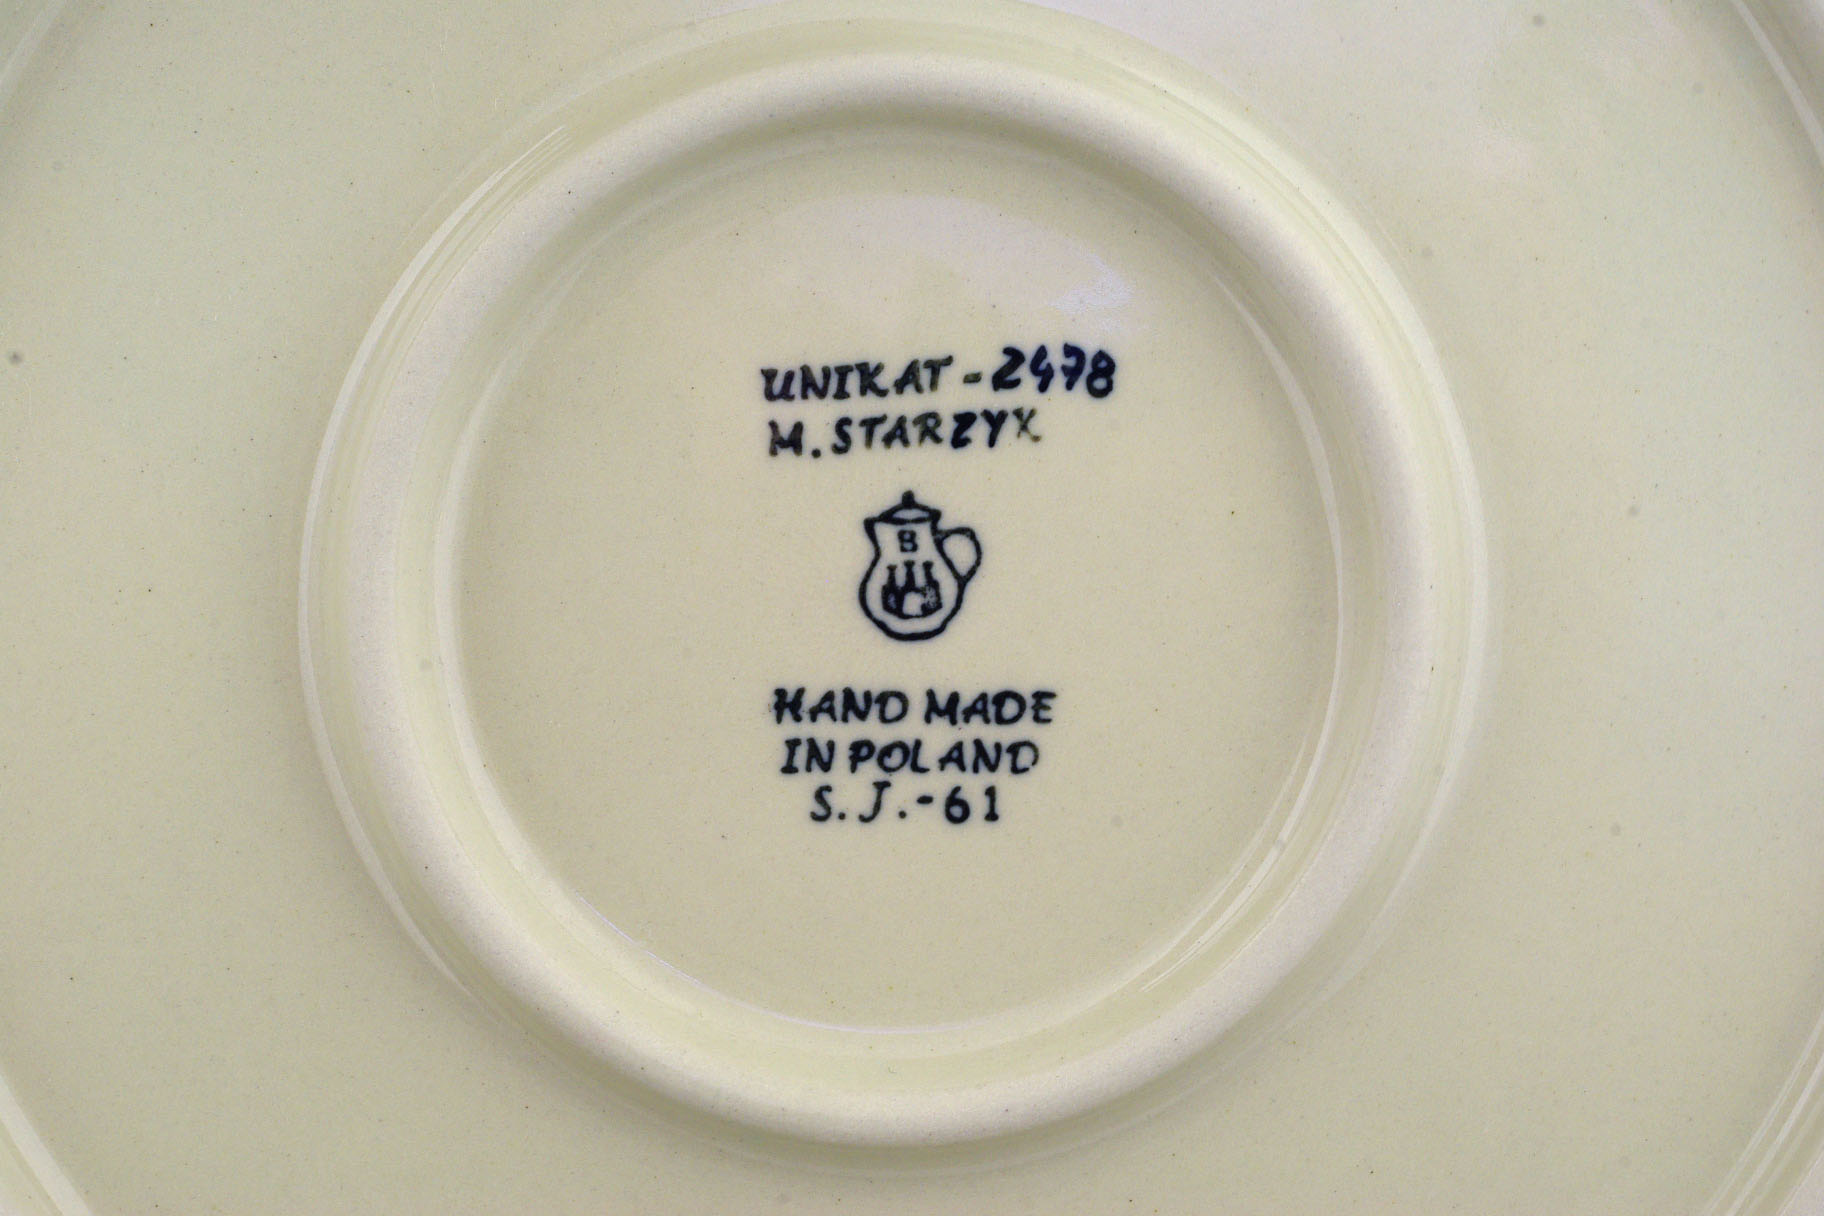 UNIKAT - 2478
M. STARZYK
B
HAND MADE
IN POLAND
S. J. - 61